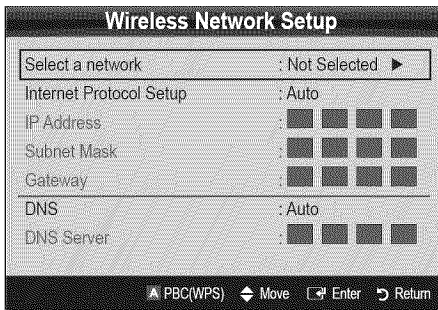 Wireless Network Setup
Select a network : Not Selected ►
Internet Protocol Setup : Auto
IP Address :
Subnet Mask :
Gateway :
DNS : Auto
DNS Server :
A PBC(WPS) Move Enter Return